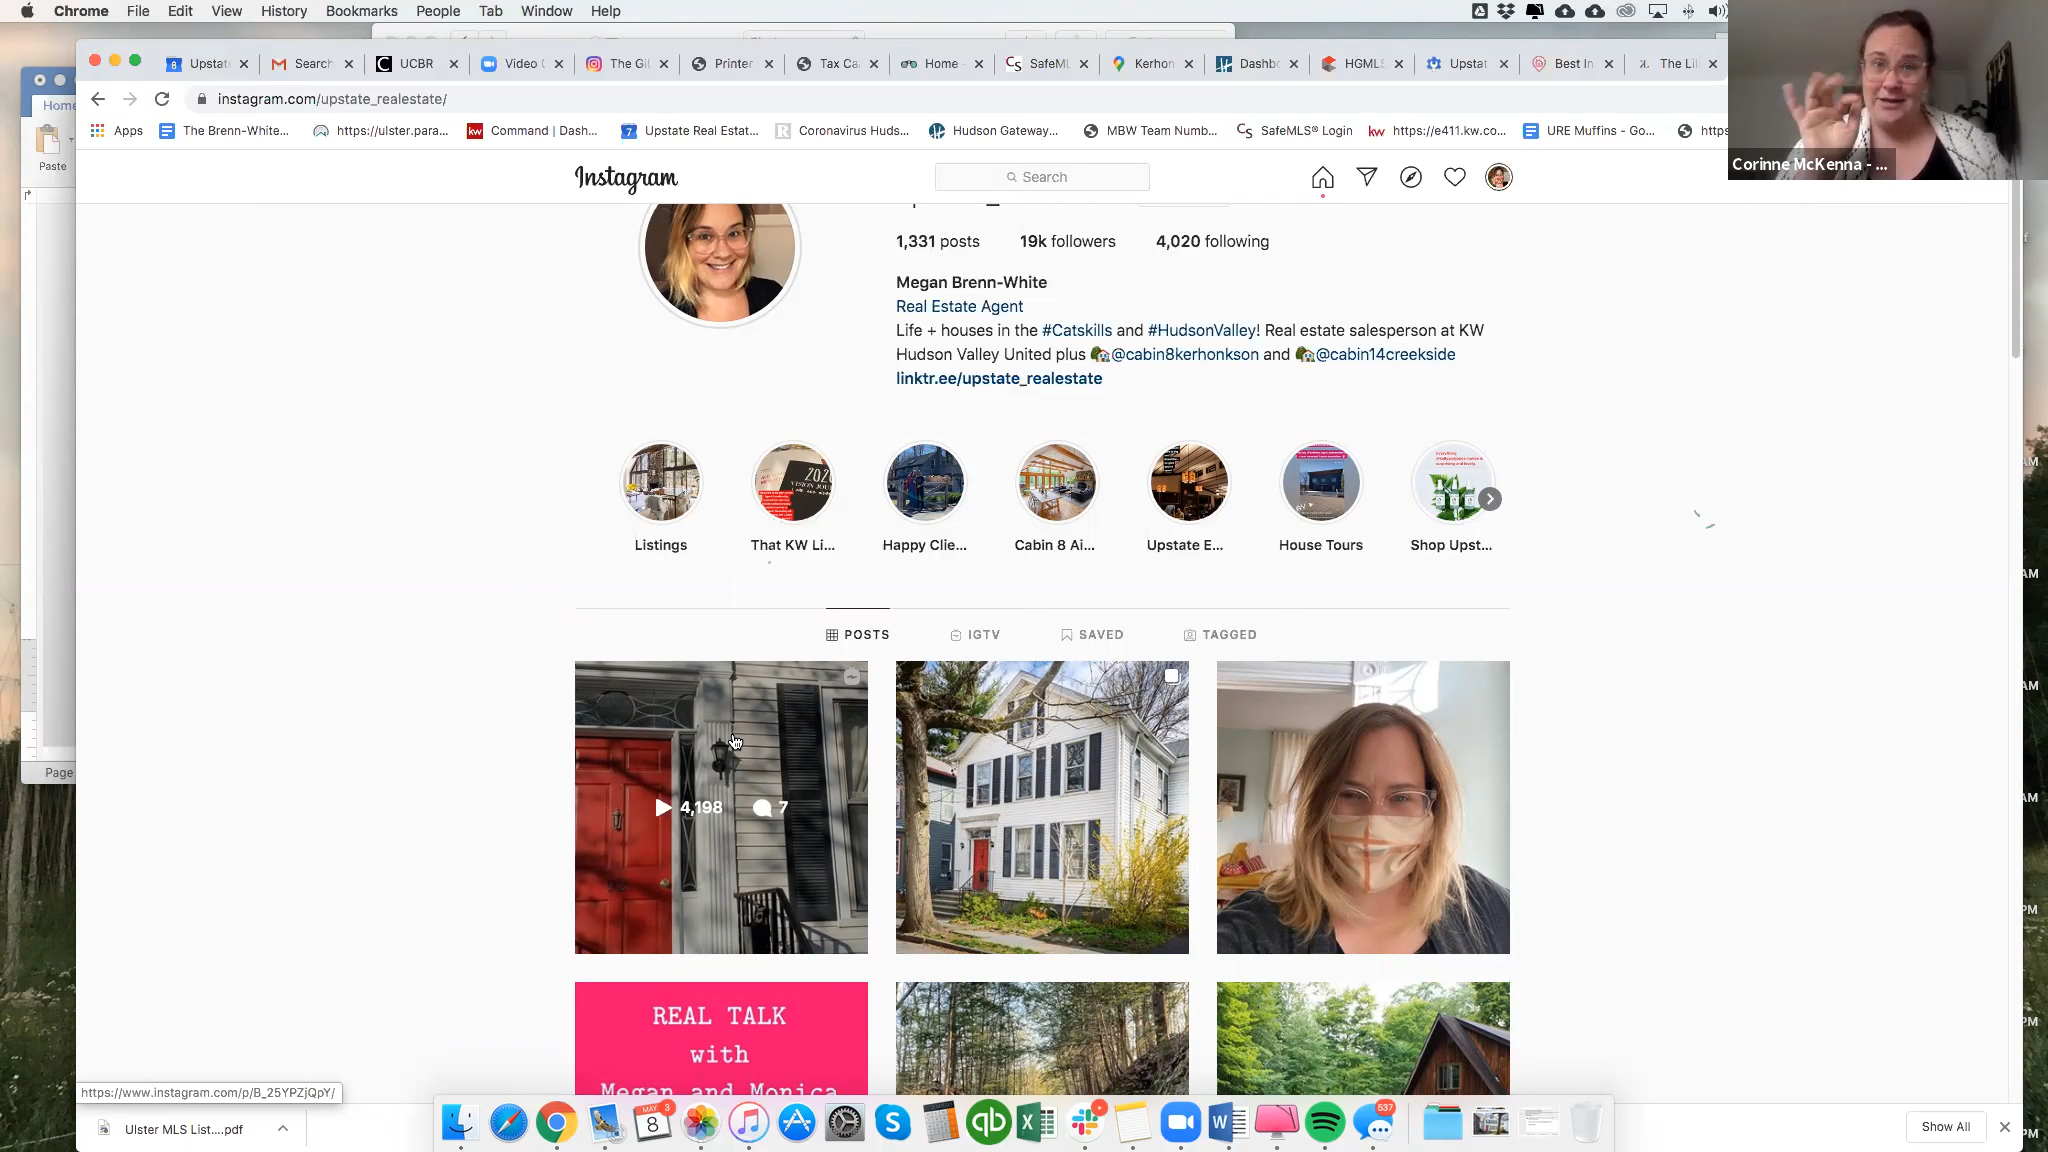 Chrome File Edit View History Bookmarks People Tab Window Help
Upstat Search UCBR Video C The Gil Printer Tax Ca Home SafeML Kerhon Dashb HGMLS Upstat Best In The Lil
instagram.com/upstate_realestate/
Apps The Brenn-White... https://ulster.para... Command | Dash... Upstate Real Estat... Coronavirus Huds... Hudson Gateway... MBW Team Numb... SafeMLS® Login https://e411.kw.co... URE Muffins - Go...
Corinne McKenna - ...
Home
Paste
Instagram
Search
1,331 posts 19k followers 4,020 following
Megan Brenn-White
Real Estate Agent
Life + houses in the #Catskills and #HudsonValley! Real estate salesperson at KW
Hudson Valley United plus @cabin8kerhonkson and @cabin14creekside
linktr.ee/upstate_realestate
Listings That KW Li... Happy Clie... Cabin 8 Ai... Upstate E... House Tours Shop Upst...
POSTS IGTV SAVED TAGGED
4,198 7
REAL TALK
with
Megan and Monica
Page
https://www.instagram.com/p/B_25YPZjQpY/
Ulster MLS List....pdf
MAY 3
8
537
Show All